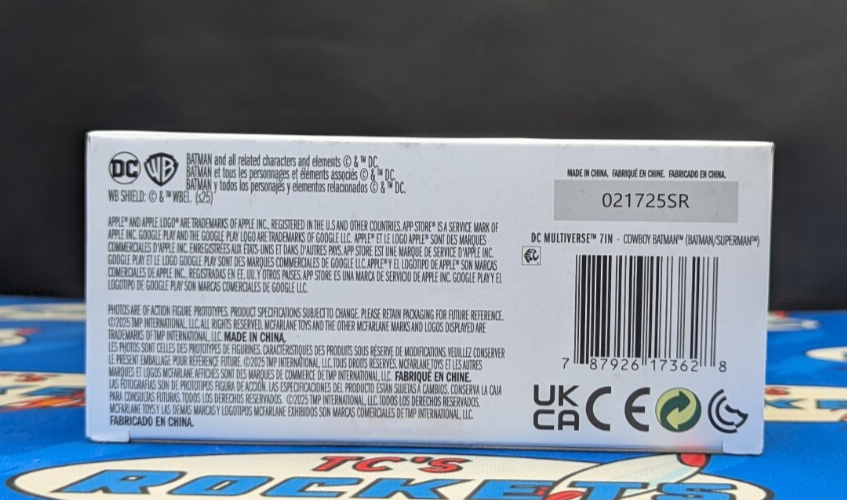 DC WB
BATMAN and all related characters and elements © & ™ DC.
BATMAN et tous les personnages et éléments associés © & ™ DC.
BATMAN y todos los personajes y elementos relacionados © & ™ DC.
WB SHIELD: © & ™ WBEI. (s25)
APPLE® AND APPLE LOGO® ARE TRADEMARKS OF APPLE INC., REGISTERED IN THE U.S AND OTHER COUNTRIES. APP STORE® IS A SERVICE MARK OF
APPLE INC. GOOGLE PLAY AND THE GOOGLE PLAY LOGO ARE TRADEMARKS OF GOOGLE LLC. APPLE® ET LE LOGO APPLE® SONT DES MARQUES
COMMERCIALES D'APPLE INC. ENREGISTRÉES AUX ÉTATS-UNIS ET DANS D'AUTRES PAYS. APP STORE EST UNE MARQUE DE SERVICE D'APPLE INC.
GOOGLE PLAY ET LE LOGO GOOGLE PLAY SONT DES MARQUES COMMERCIALES DE GOOGLE LLC. APPLE® Y EL LOGOTIPO DE APPLE® SON MARCAS
COMERCIALES DE APPLE INC., REGISTRADAS EN EE. UU. Y OTROS PAÍSES. APP STORE ES UNA MARCA DE SERVICIO DE APPLE INC. GOOGLE PLAY Y EL
LOGOTIPO DE GOOGLE PLAY SON MARCAS COMERCIALES DE GOOGLE LLC.
PHOTOS ARE OF ACTION FIGURE PROTOTYPES. PRODUCT SPECIFICATIONS SUBJECT TO CHANGE. PLEASE RETAIN PACKAGING FOR FUTURE REFERENCE.
©2025 TMP INTERNATIONAL, LLC. ALL RIGHTS RESERVED. MCFARLANE TOYS AND THE OTHER MCFARLANE MARKS AND LOGOS DISPLAYED ARE
TRADEMARKS OF TMP INTERNATIONAL, LLC. MADE IN CHINA.
LES PHOTOS SONT CELLES DES PROTOTYPES DE FIGURINES. CARACTÉRISTIQUES DES PRODUITS SOUS RÉSERVE DE MODIFICATIONS. VEUILLEZ CONSERVER
LE PRÉSENT EMBALLAGE POUR RÉFÉRENCE FUTURE. ©2025 TMP INTERNATIONAL, LLC. TOUS DROITS RÉSERVÉS. MCFARLANE TOYS ET LES AUTRES
MARQUES ET LOGOS MCFARLANE AFFICHÉS SONT DES MARQUES DE COMMERCE DE TMP INTERNATIONAL, LLC. FABRIQUÉ EN CHINE.
LAS FOTOGRAFÍAS SON DE PROTOTIPOS FIGURA DE ACCIÓN. LAS ESPECIFICACIONES DEL PRODUCTO ESTÁN SUJETAS A CAMBIOS. CONSERVA LA CAJA
PARA CONSULTAS FUTURAS. TODOS LOS DERECHOS RESERVADOS. ©2025 TMP INTERNATIONAL, LLC. TODOS LOS DERECHOS RESERVADOS.
MCFARLANE TOYS Y LAS DEMÁS MARCAS Y LOGOTIPOS MCFARLANE EXHIBIDOS SON MARCAS COMERCIALES DE TMP INTERNATIONAL, LLC.
FABRICADO EN CHINA.
MADE IN CHINA. FABRIQUÉ EN CHINE. FABRICADO EN CHINA.
021725SR
DC MULTIVERSE™ 7IN - COWBOY BATMAN™ (BATMAN/SUPERMAN™)
7 87926 17362 8
UK
CA CE
TC'S
ROCKETS